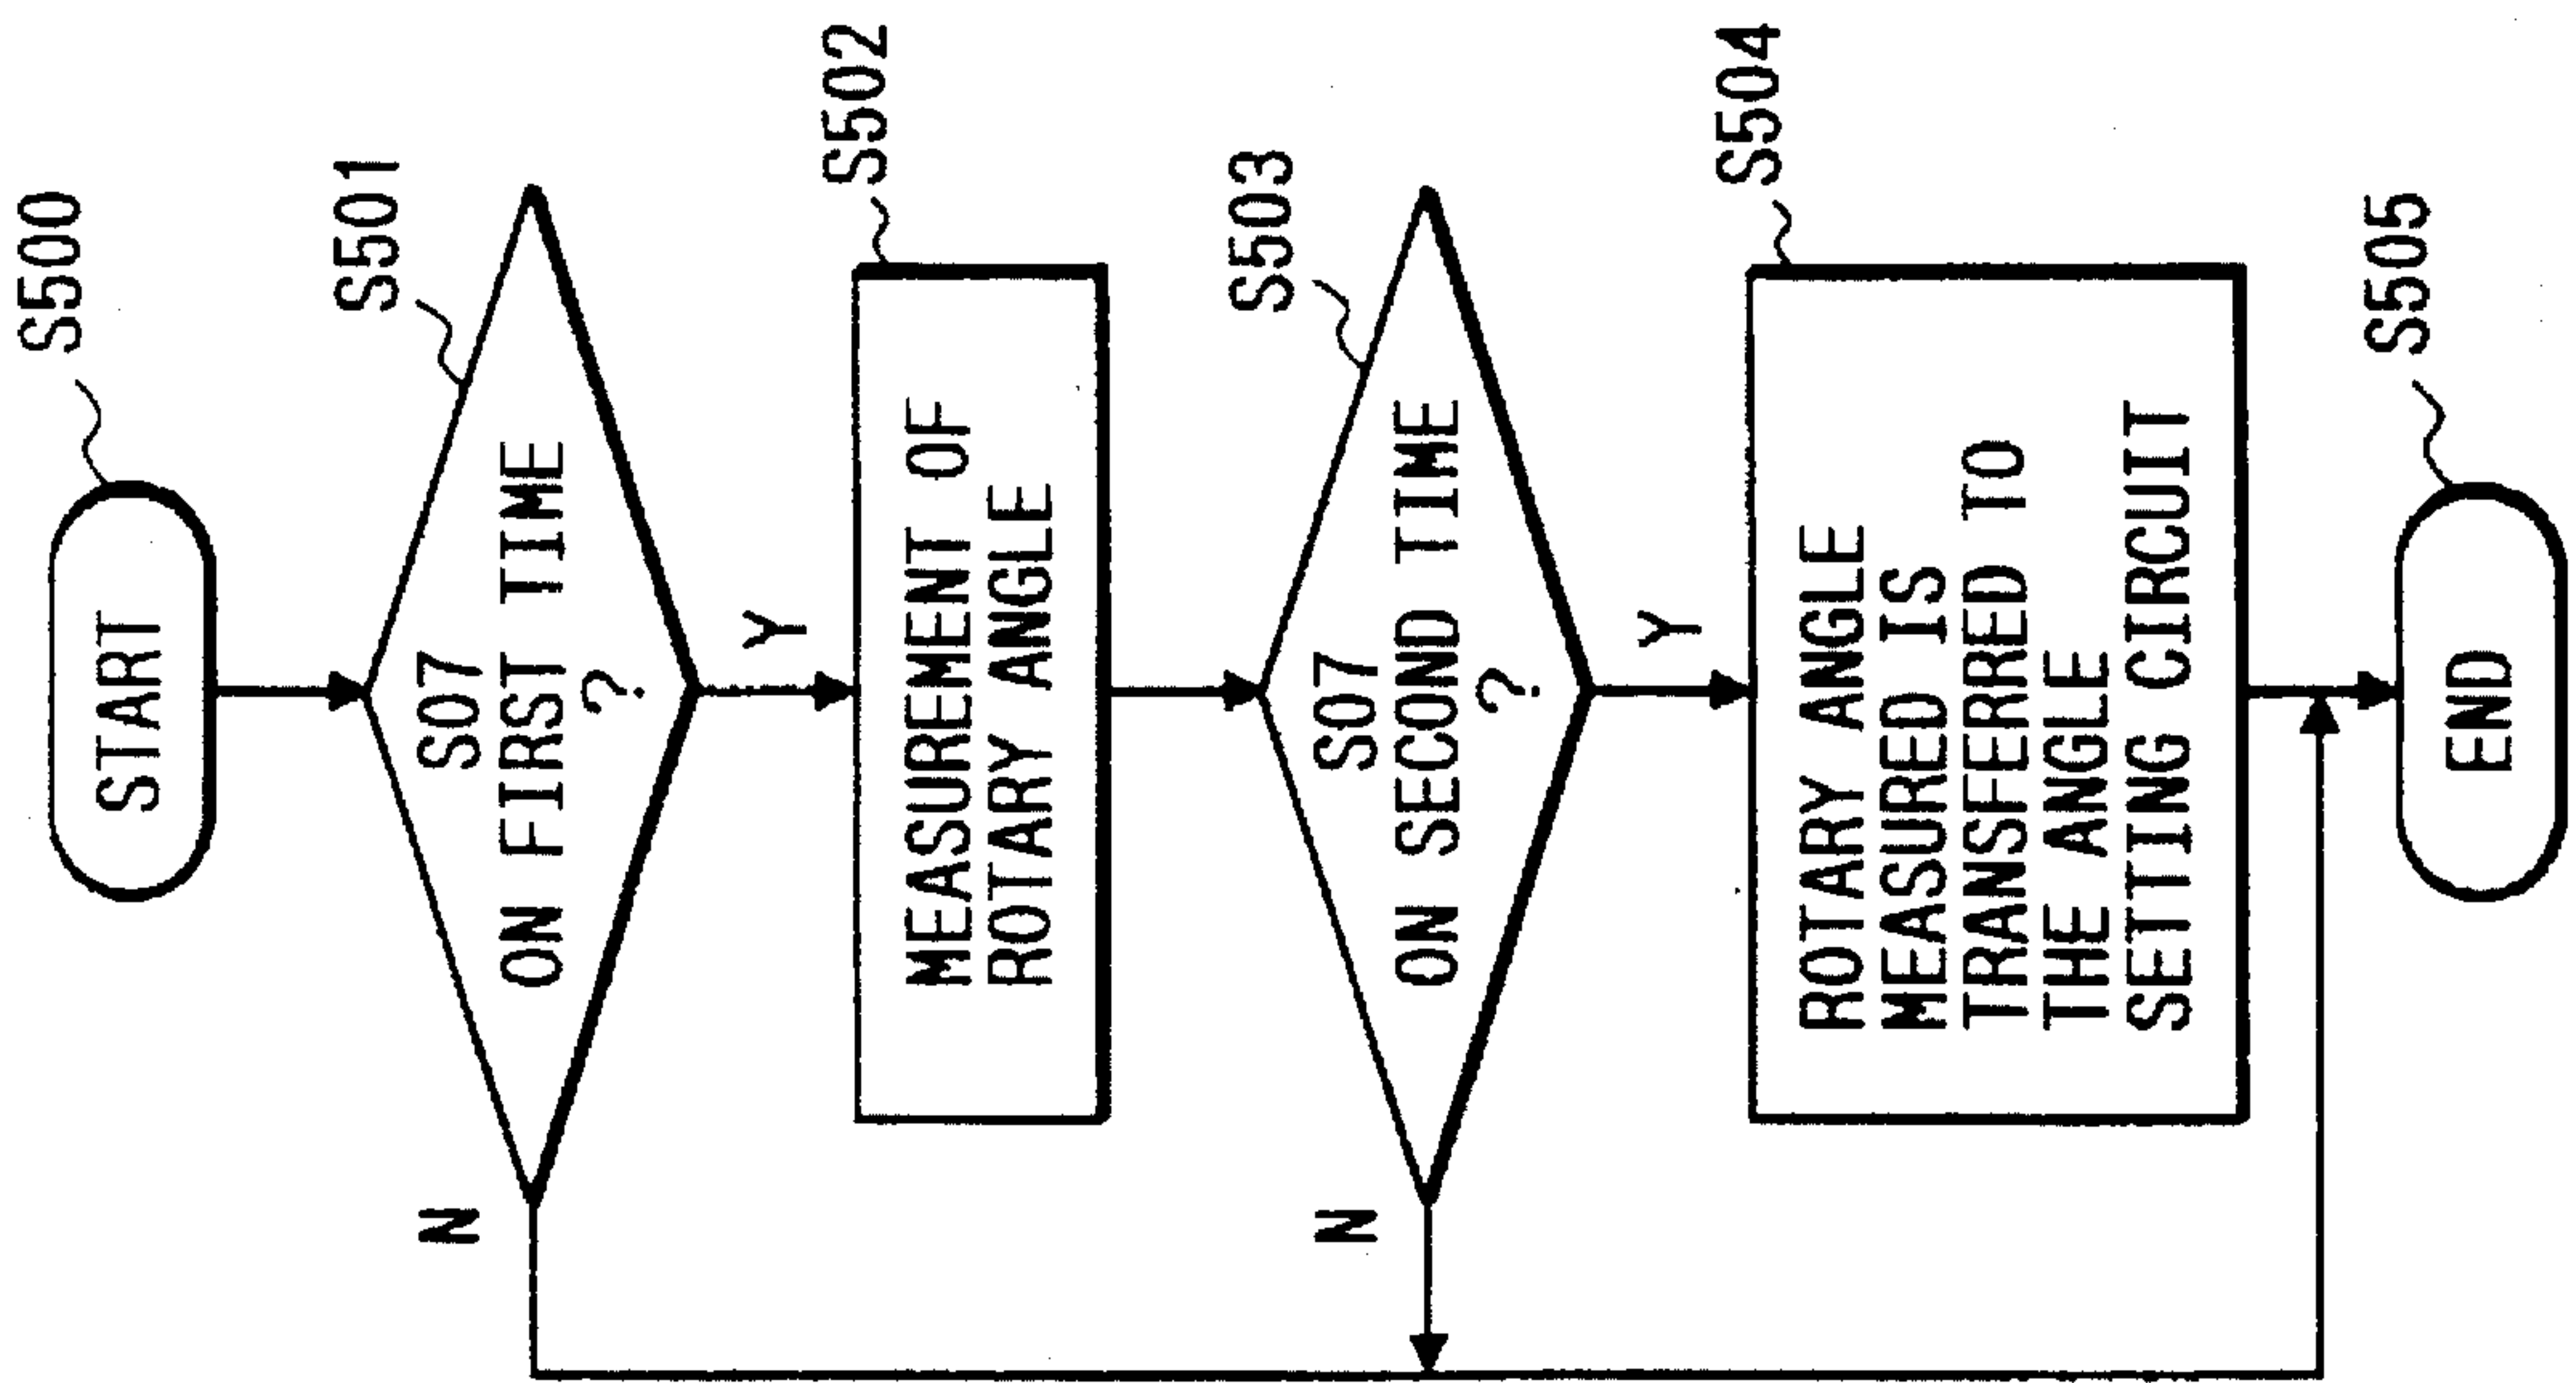 S500
START
S501
S07
ON FIRST TIME
?
N
Y
S502
MEASUREMENT OF
ROTARY ANGLE
S503
S07
ON SECOND TIME
?
N
Y
S504
ROTARY ANGLE
MEASURED IS
TRANSFERRED TO
THE ANGLE
SETTING CIRCUIT
S505
END